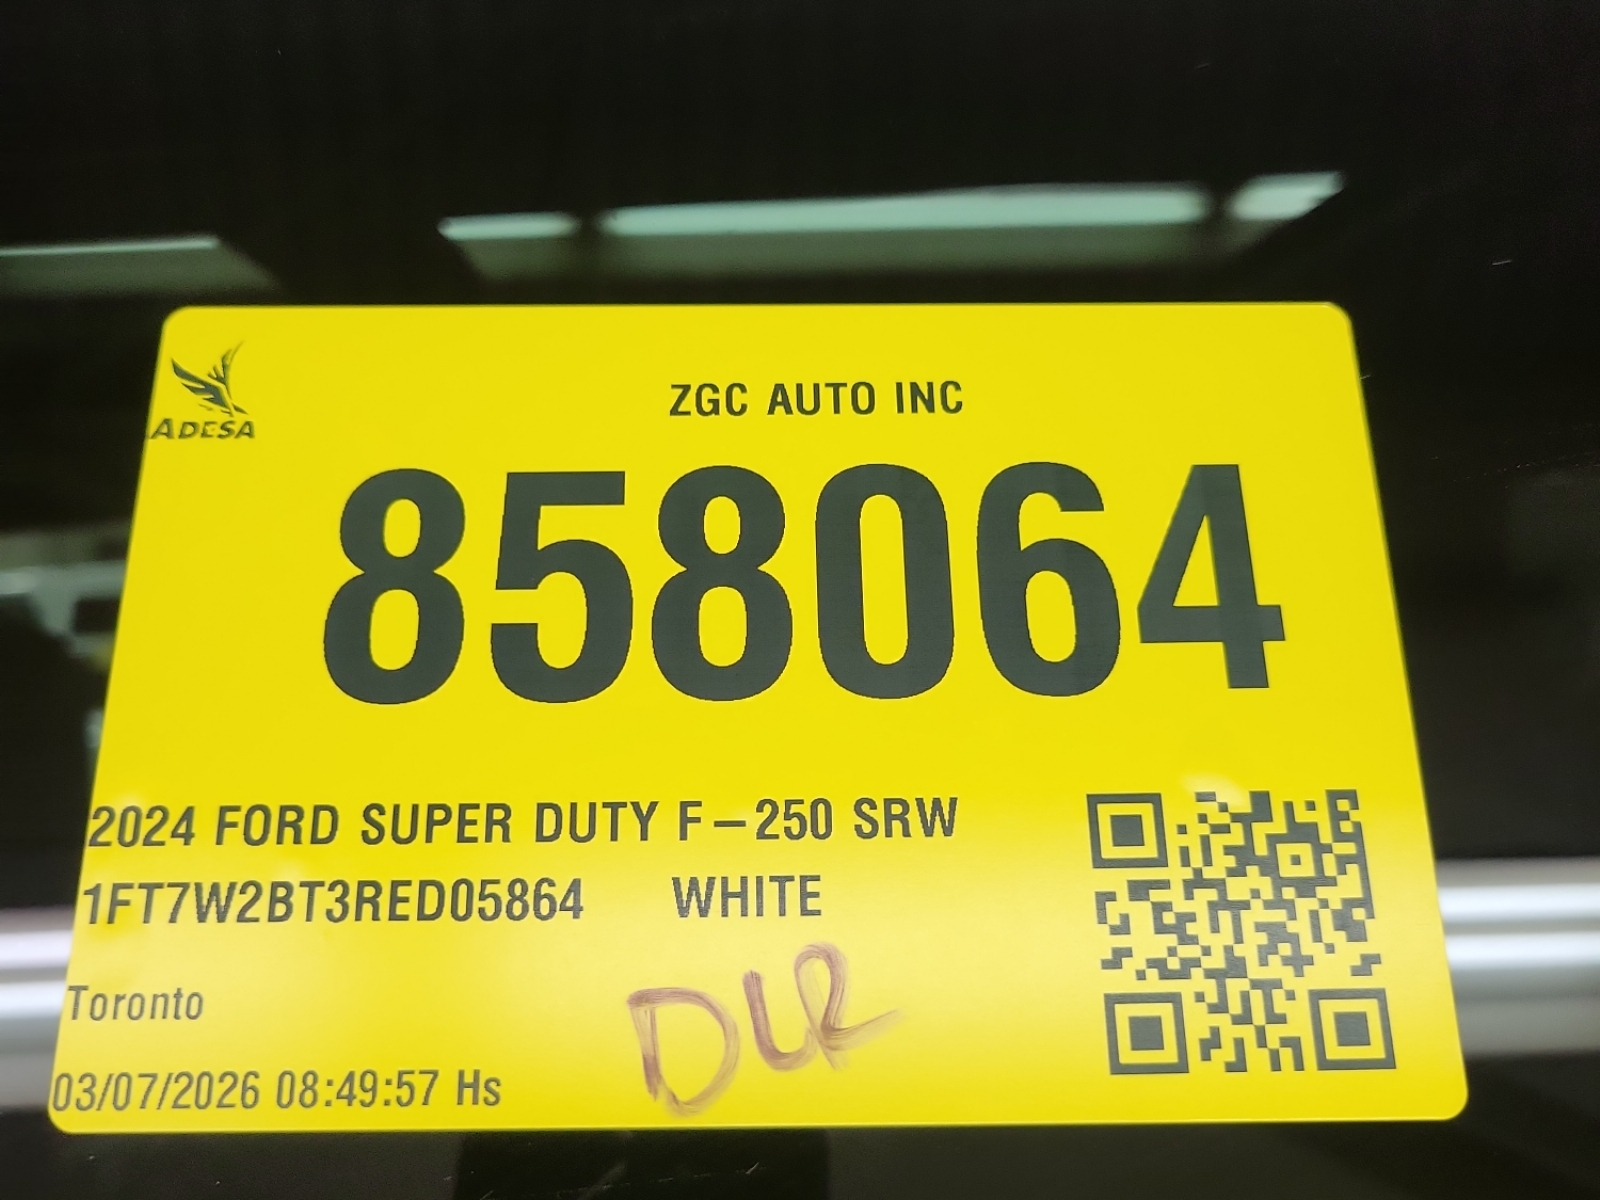 ADESA
ZGC AUTO INC
858064
2024 FORD SUPER DUTY F-250 SRW
1FT7W2BT3RED05864 WHITE
Toronto
DLR
03/07/2026 08:49:57 Hs